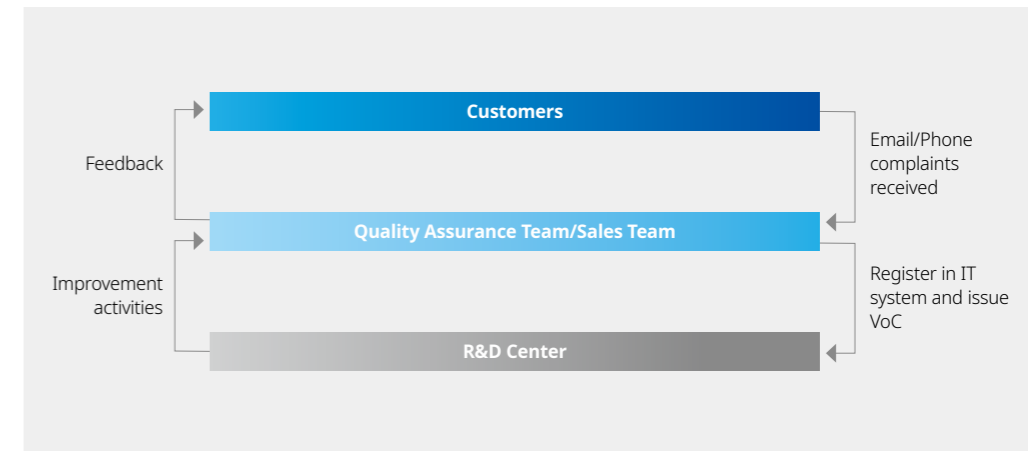 Customers
Email/Phone
complaints
received
Feedback
Quality Assurance Team/Sales Team
Improvement
activities
Register in IT
system and issue
VoC
R&D Center